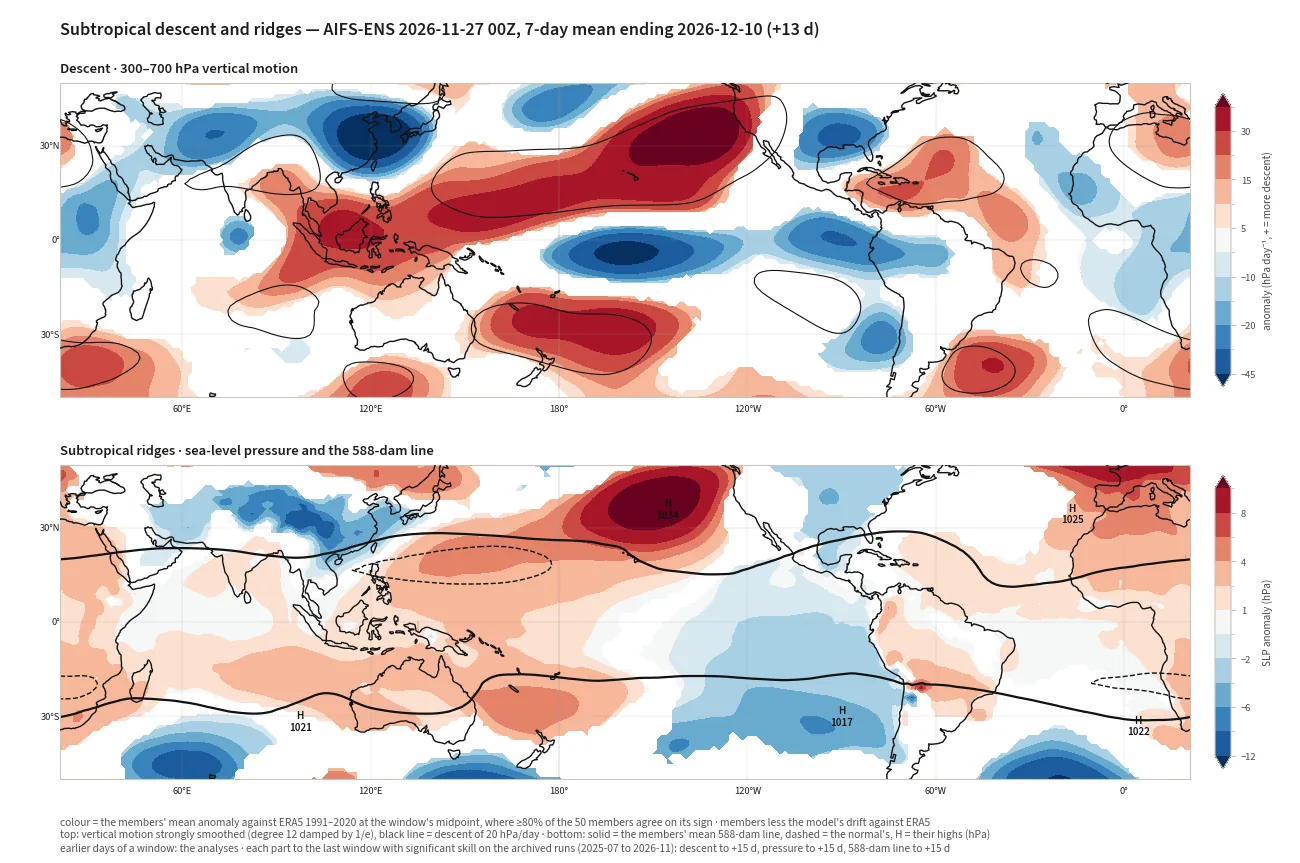 Subtropical descent and ridges — AIFS-ENS 2026-11-27 00Z, 7-day mean ending 2026-12-10 (+13 d)
Descent · 300–700 hPa vertical motion
30°N
0°
30°S
60°E
120°E
180°
120°W
60°W
0°
30
15
5
−10
−20
−45
anomaly (hPa day⁻¹, + = more descent)
Subtropical ridges · sea-level pressure and the 588-dam line
30°N
0°
30°S
H
1034
H
1025
H
1021
H
1017
H
1022
60°E
120°E
180°
120°W
60°W
0°
8
4
1
−2
−6
−12
SLP anomaly (hPa)
colour = the members' mean anomaly against ERA5 1991–2020 at the window's midpoint, where ≥80% of the 50 members agree on its sign · members less the model's drift against ERA5
top: vertical motion strongly smoothed (degree 12 damped by 1/e), black line = descent of 20 hPa/day · bottom: solid = the members' mean 588-dam line, dashed = the normal's, H = their highs (hPa)
earlier days of a window: the analyses · each part to the last window with significant skill on the archived runs (2025-07 to 2026-11): descent to +15 d, pressure to +15 d, 588-dam line to +15 d